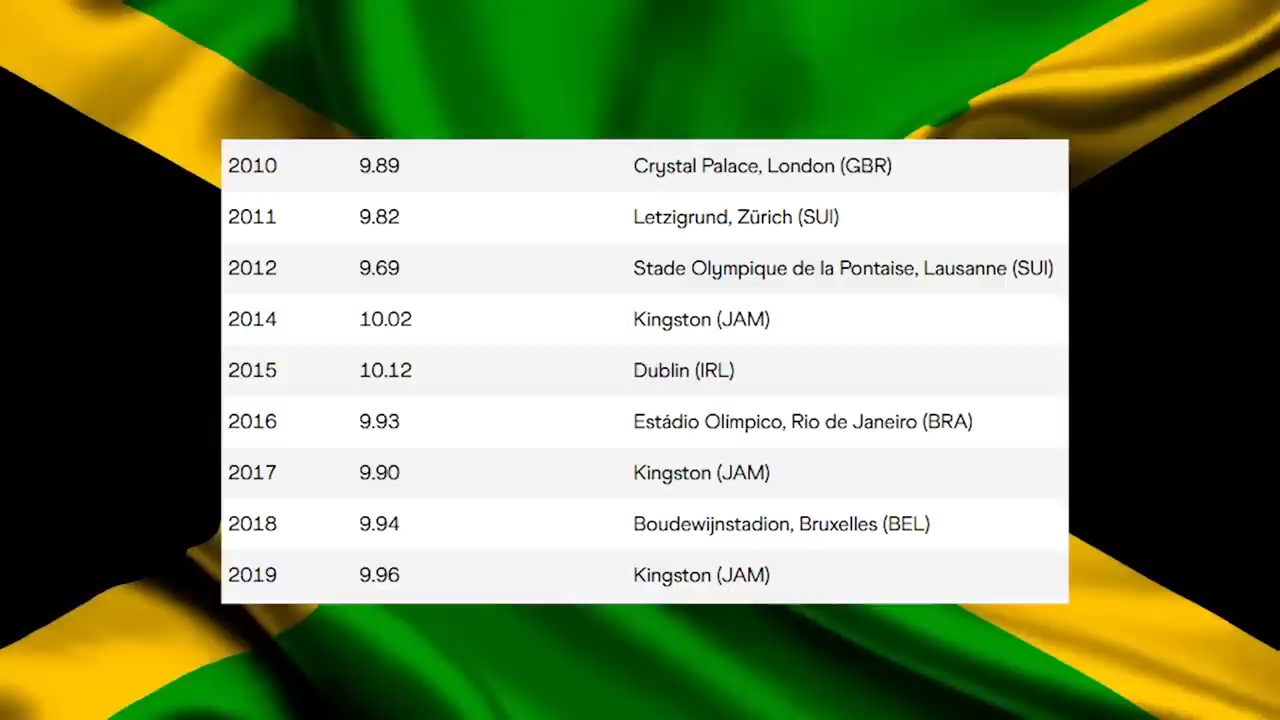 2010 9.89 Crystal Palace, London (GBR)
2011 9.82 Letzigrund, Zürich (SUI)
2012 9.69 Stade Olympique de la Pontaise, Lausanne (SUI)
2014 10.02 Kingston (JAM)
2015 10.12 Dublin (IRL)
2016 9.93 Estádio Olímpico, Rio de Janeiro (BRA)
2017 9.90 Kingston (JAM)
2018 9.94 Boudewijnstadion, Bruxelles (BEL)
2019 9.96 Kingston (JAM)